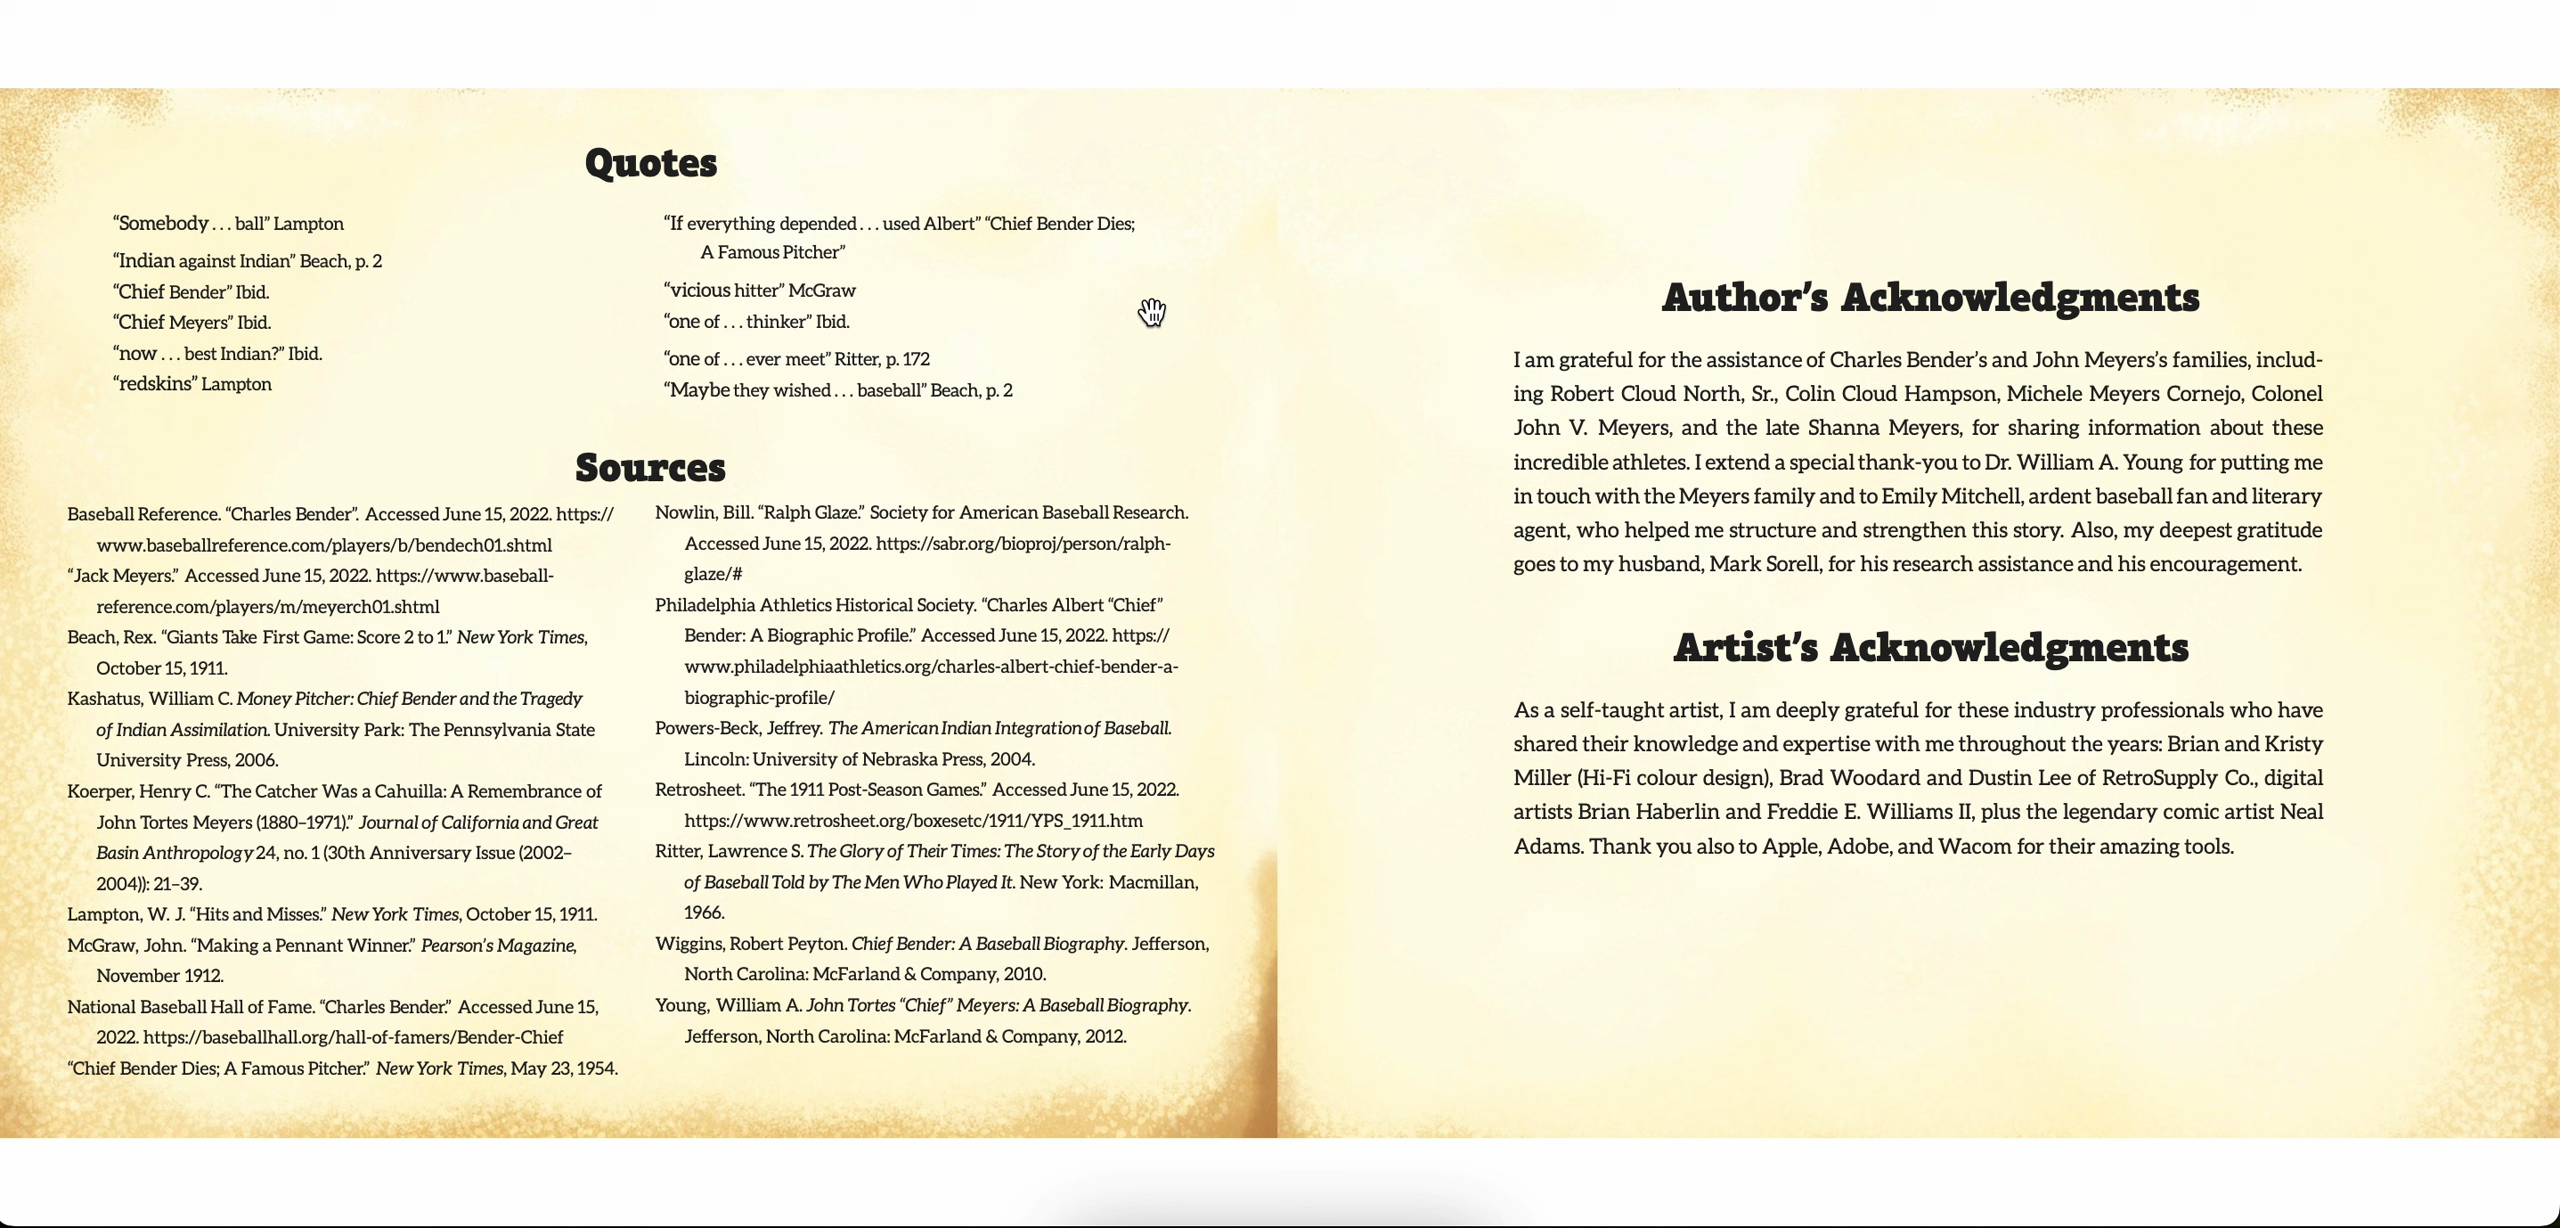 Quotes
“Somebody . . . ball” Lampton
“Indian against Indian” Beach, p. 2
“Chief Bender” Ibid.
“Chief Meyers” Ibid.
“now . . . best Indian?” Ibid.
“redskins” Lampton
“If everything depended . . . used Albert” “Chief Bender Dies;
A Famous Pitcher”
“vicious hitter” McGraw
“one of . . . thinker” Ibid.
“one of . . . ever meet” Ritter, p. 172
“Maybe they wished . . . baseball” Beach, p. 2
Sources
Baseball Reference. “Charles Bender”. Accessed June 15, 2022. https://
www.baseballreference.com/players/b/bendech01.shtml
“Jack Meyers.” Accessed June 15, 2022. https://www.baseball-
reference.com/players/m/meyerch01.shtml
Beach, Rex. “Giants Take First Game: Score 2 to 1.” New York Times,
October 15, 1911.
Kashatus, William C. Money Pitcher: Chief Bender and the Tragedy
of Indian Assimilation. University Park: The Pennsylvania State
University Press, 2006.
Koerper, Henry C. “The Catcher Was a Cahuilla: A Remembrance of
John Tortes Meyers (1880–1971).” Journal of California and Great
Basin Anthropology 24, no. 1 (30th Anniversary Issue (2002–
2004)): 21–39.
Lampton, W. J. “Hits and Misses.” New York Times, October 15, 1911.
McGraw, John. “Making a Pennant Winner.” Pearson’s Magazine,
November 1912.
National Baseball Hall of Fame. “Charles Bender.” Accessed June 15,
2022. https://baseballhall.org/hall-of-famers/Bender-Chief
“Chief Bender Dies; A Famous Pitcher.” New York Times, May 23, 1954.
Nowlin, Bill. “Ralph Glaze.” Society for American Baseball Research.
Accessed June 15, 2022. https://sabr.org/bioproj/person/ralph-
glaze/#
Philadelphia Athletics Historical Society. “Charles Albert “Chief”
Bender: A Biographic Profile.” Accessed June 15, 2022. https://
www.philadelphiaathletics.org/charles-albert-chief-bender-a-
biographic-profile/
Powers-Beck, Jeffrey. The American Indian Integration of Baseball.
Lincoln: University of Nebraska Press, 2004.
Retrosheet. “The 1911 Post-Season Games.” Accessed June 15, 2022.
https://www.retrosheet.org/boxesetc/1911/YPS_1911.htm
Ritter, Lawrence S. The Glory of Their Times: The Story of the Early Days
of Baseball Told by The Men Who Played It. New York: Macmillan,
1966.
Wiggins, Robert Peyton. Chief Bender: A Baseball Biography. Jefferson,
North Carolina: McFarland & Company, 2010.
Young, William A. John Tortes “Chief” Meyers: A Baseball Biography.
Jefferson, North Carolina: McFarland & Company, 2012.
Author’s Acknowledgments
I am grateful for the assistance of Charles Bender’s and John Meyers’s families, includ-
ing Robert Cloud North, Sr., Colin Cloud Hampson, Michele Meyers Cornejo, Colonel
John V. Meyers, and the late Shanna Meyers, for sharing information about these
incredible athletes. I extend a special thank-you to Dr. William A. Young for putting me
in touch with the Meyers family and to Emily Mitchell, ardent baseball fan and literary
agent, who helped me structure and strengthen this story. Also, my deepest gratitude
goes to my husband, Mark Sorell, for his research assistance and his encouragement.
Artist’s Acknowledgments
As a self-taught artist, I am deeply grateful for these industry professionals who have
shared their knowledge and expertise with me throughout the years: Brian and Kristy
Miller (Hi-Fi colour design), Brad Woodard and Dustin Lee of RetroSupply Co., digital
artists Brian Haberlin and Freddie E. Williams II, plus the legendary comic artist Neal
Adams. Thank you also to Apple, Adobe, and Wacom for their amazing tools.